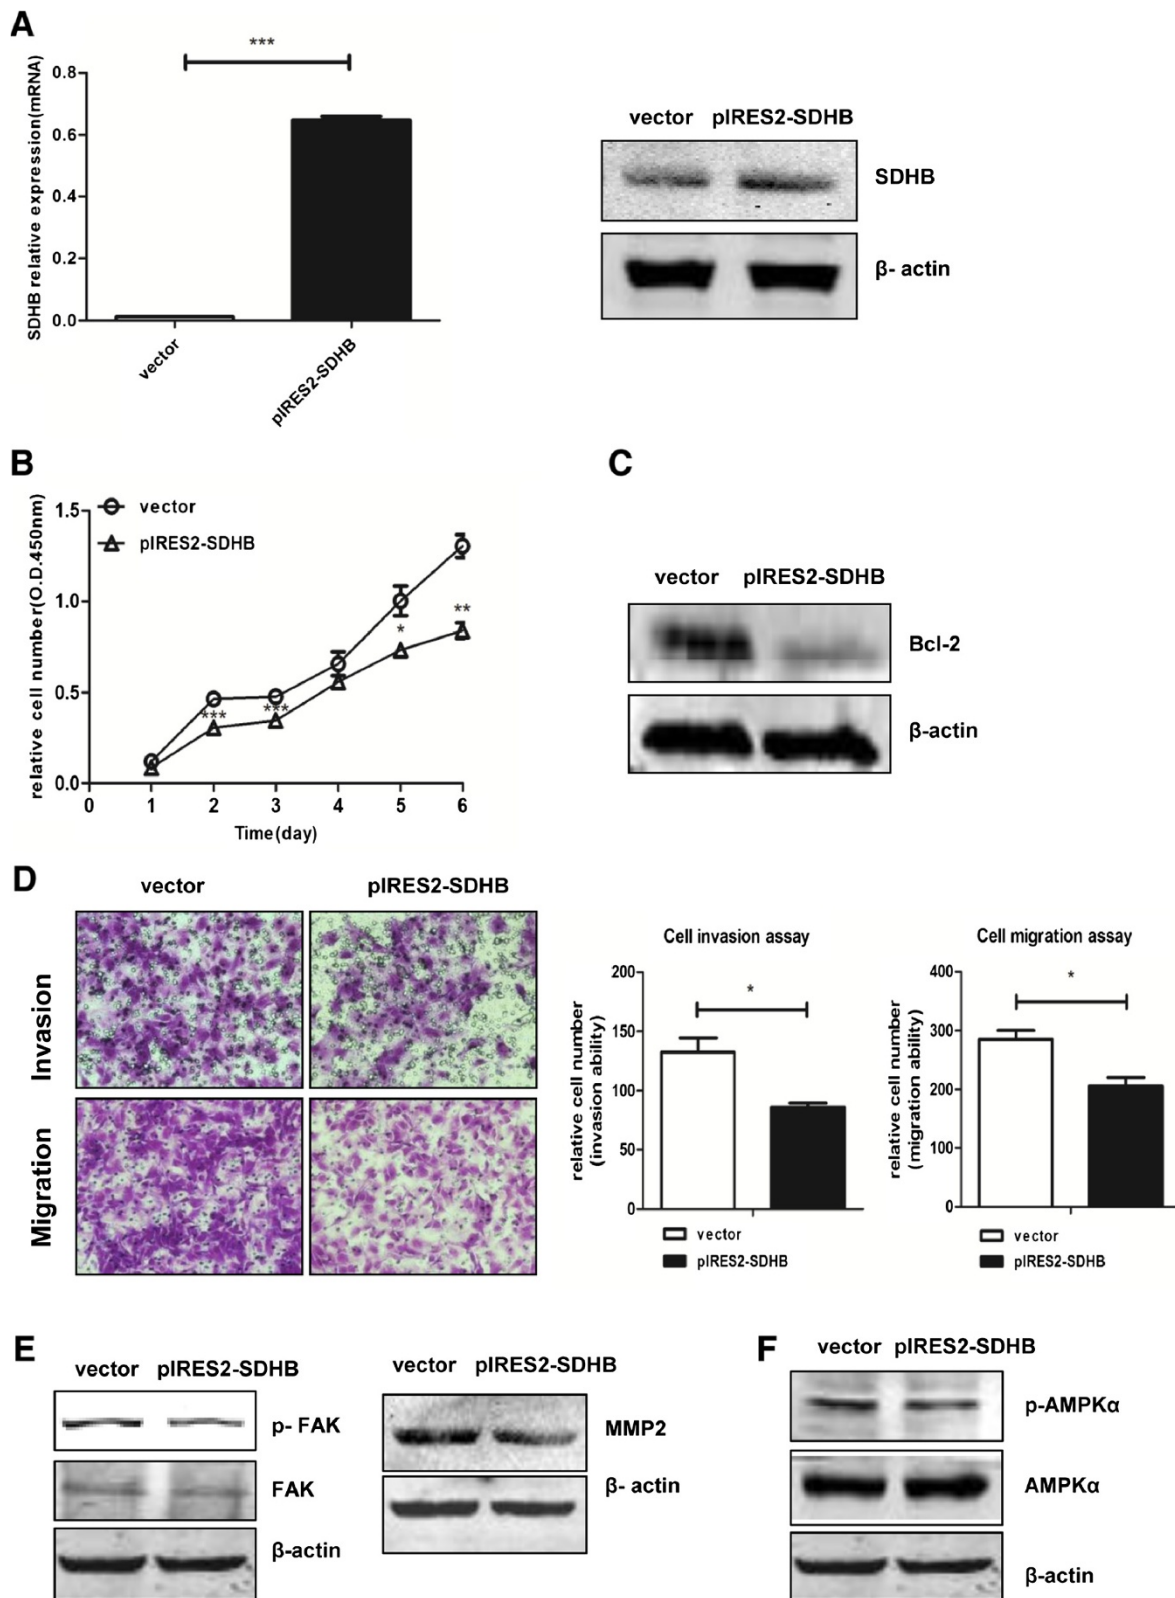 A
***
SDHB relative expression(mRNA)
0.8
0.6
0.4
0.2
0.0
vector
pIRES2-SDHB
vector pIRES2-SDHB
SDHB
β- actin
B
relative cell number(O.D.450nm)
1.5
1.0
0.5
0.0
vector
pIRES2-SDHB
***
***
*
**
0 1 2 3 4 5 6
Time(day)
C
vector pIRES2-SDHB
Bcl-2
β-actin
D
vector pIRES2-SDHB
Invasion
Migration
Cell invasion assay
relative cell number
(invasion ability)
200
150
100
50
0
*
vector
pIRES2-SDHB
Cell migration assay
relative cell number
(migration ability)
400
300
200
100
0
*
vector
pIRES2-SDHB
E
vector pIRES2-SDHB
p- FAK
FAK
β-actin
vector pIRES2-SDHB
MMP2
β- actin
F
vector pIRES2-SDHB
p-AMPKα
AMPKα
β-actin